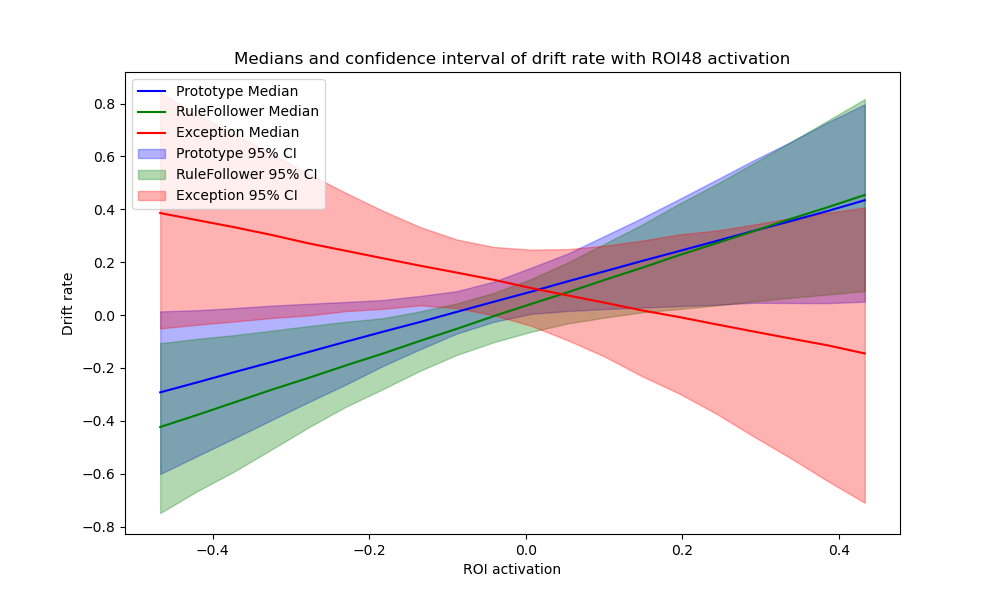 Medians and confidence interval of drift rate with ROI48 activation
Prototype Median
RuleFollower Median
Exception Median
Prototype 95% CI
RuleFollower 95% CI
Exception 95% CI
0.8
0.6
0.4
0.2
0.0
−0.2
−0.4
−0.6
−0.8
Drift rate
−0.4
−0.2
0.0
0.2
0.4
ROI activation